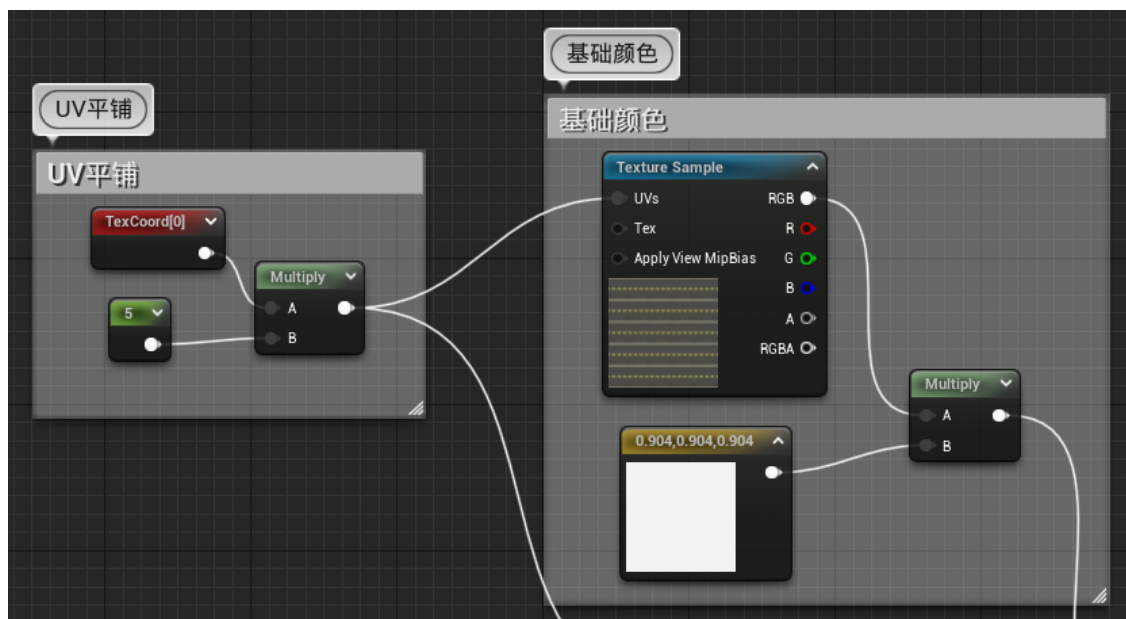 UV平铺
UV平铺
TexCoord[0]
5
Multiply
A
B
基础颜色
基础颜色
Texture Sample
UVs RGB
Tex R
Apply View MipBias G
B
A
RGBA
0.904,0.904,0.904
Multiply
A
B